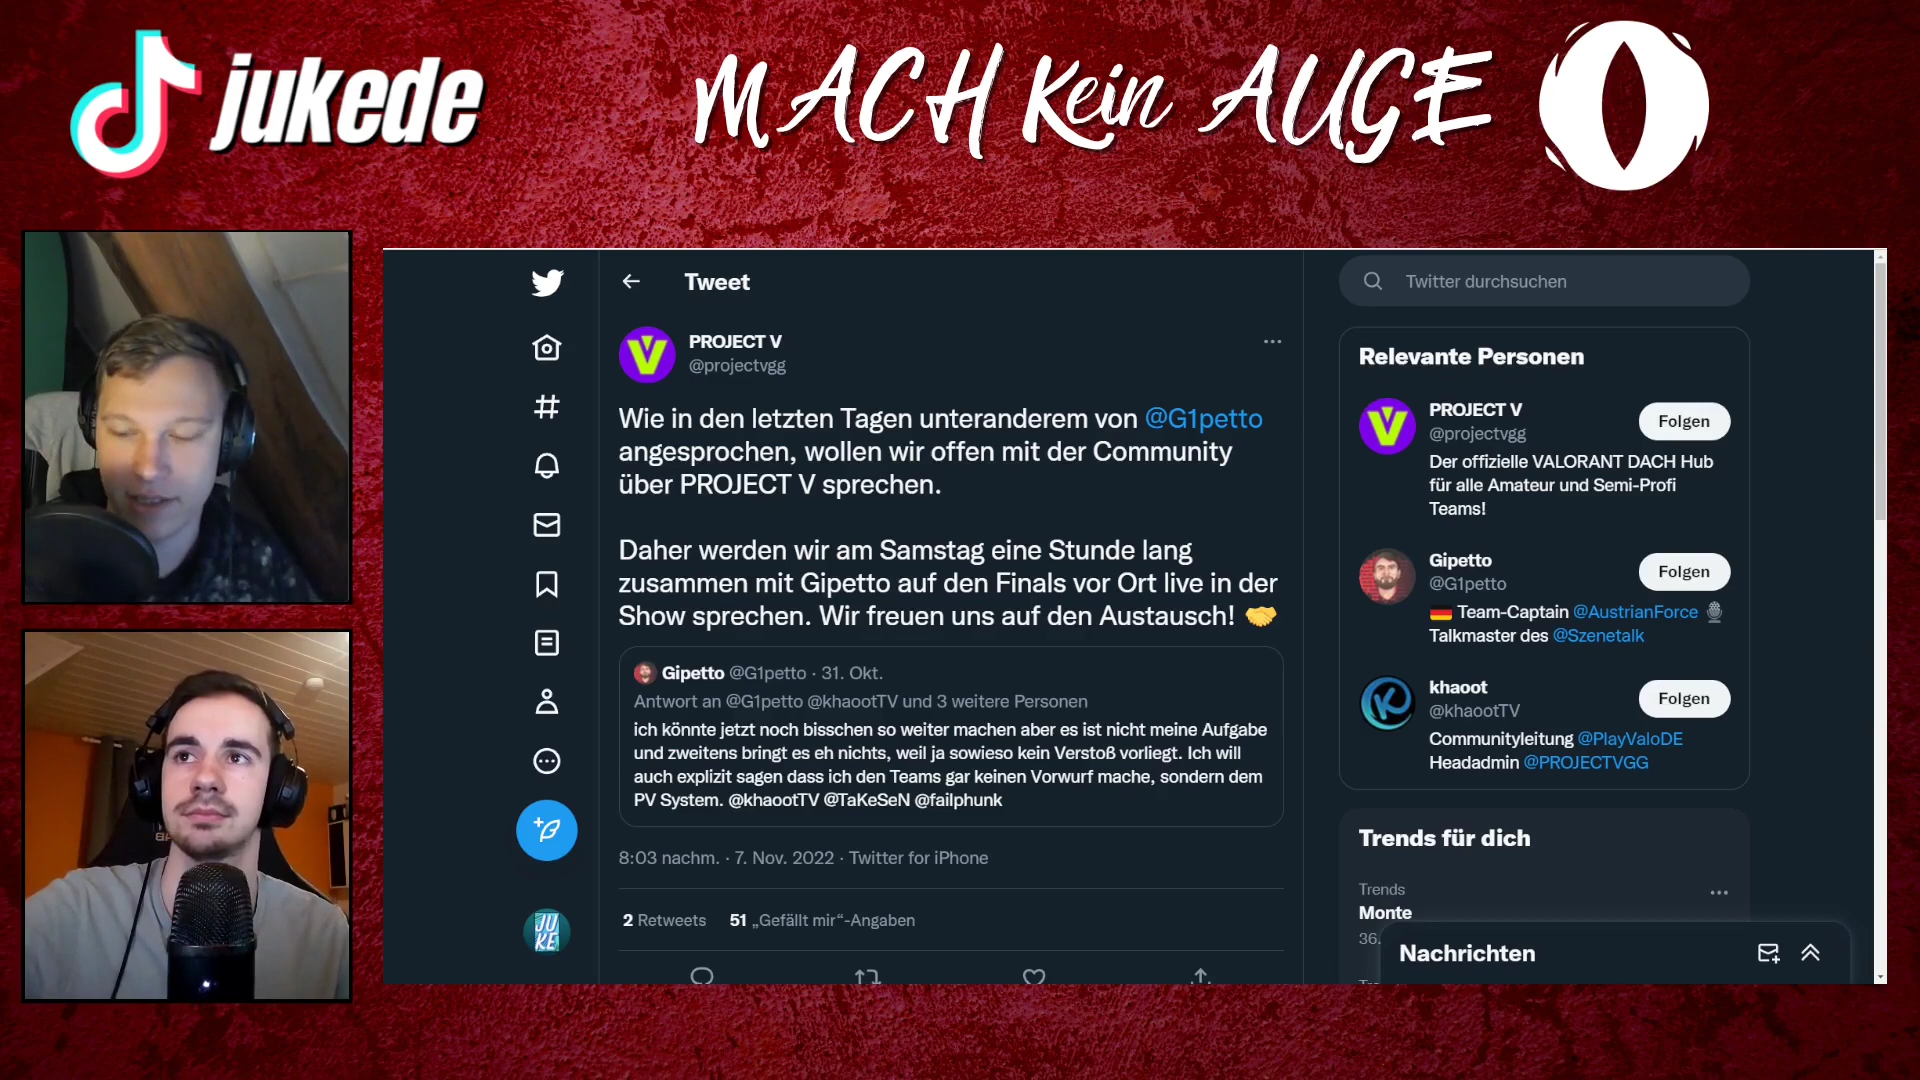 jukede
MACH Kein AUGE
Tweet
PROJECT V
@projectvgg
Wie in den letzten Tagen unteranderem von @G1petto
angesprochen, wollen wir offen mit der Community
über PROJECT V sprechen.
Daher werden wir am Samstag eine Stunde lang
zusammen mit Gipetto auf den Finals vor Ort live in der
Show sprechen. Wir freuen uns auf den Austausch! 🤝
Gipetto @G1petto · 31. Okt.
Antwort an @G1petto @khaootTV und 3 weitere Personen
ich könnte jetzt noch bisschen so weiter machen aber es ist nicht meine Aufgabe
und zweitens bringt es eh nichts, weil ja sowieso kein Verstoß vorliegt. Ich will
auch explizit sagen dass ich den Teams gar keinen Vorwurf mache, sondern dem
PV System. @khaootTV @TaKeSeN @failphunk
8:03 nachm. · 7. Nov. 2022 · Twitter for iPhone
2 Retweets 51 „Gefällt mir“-Angaben
JU
KE
Twitter durchsuchen
Relevante Personen
PROJECT V
@projectvgg
Folgen
Der offizielle VALORANT DACH Hub
für alle Amateur und Semi-Profi
Teams!
Gipetto
@G1petto
Folgen
🇩🇪 Team-Captain @AustrianForce 🎙
Talkmaster des @Szenetalk
khaoot
@khaootTV
Folgen
Communityleitung @PlayValoDE
Headadmin @PROJECTVGG
Trends für dich
Trends
Monte
36.
Nachrichten